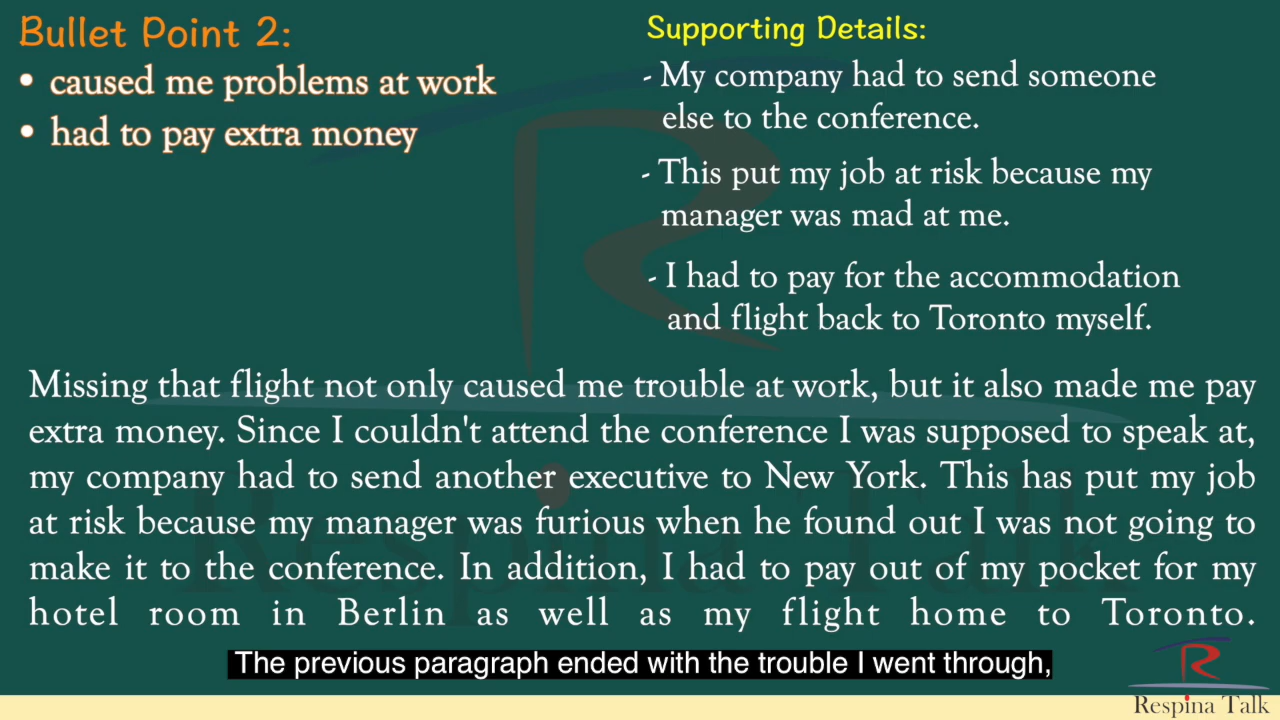 Bullet Point 2:
• caused me problems at work
• had to pay extra money
Supporting Details:
- My company had to send someone
else to the conference.
- This put my job at risk because my
manager was mad at me.
- I had to pay for the accommodation
and flight back to Toronto myself.
Missing that flight not only caused me trouble at work, but it also made me pay
extra money. Since I couldn't attend the conference I was supposed to speak at,
my company had to send another executive to New York. This has put my job
at risk because my manager was furious when he found out I was not going to
make it to the conference. In addition, I had to pay out of my pocket for my
hotel room in Berlin as well as my flight home to Toronto.
The previous paragraph ended with the trouble I went through,
R
Respina Talk
Respina Talk